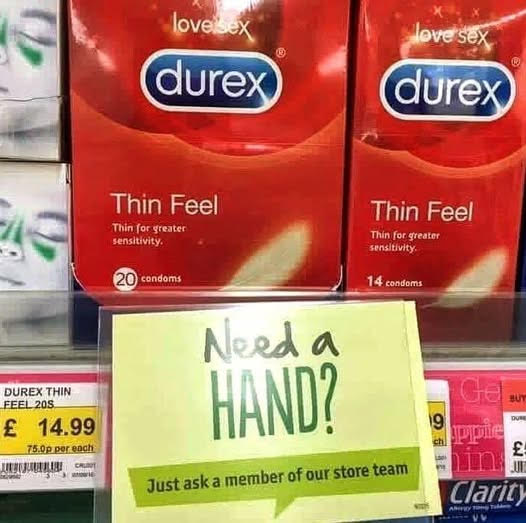 love sex
durex®
Thin Feel
Thin for greater
sensitivity.
20 condoms
love sex
durex®
Thin Feel
Thin for greater
sensitivity.
14 condoms
DUREX THIN
FEEL 20S
£ 14.99
75.0p per each
Need a
HAND?
Just ask a member of our store team
BUY
£
Clarity